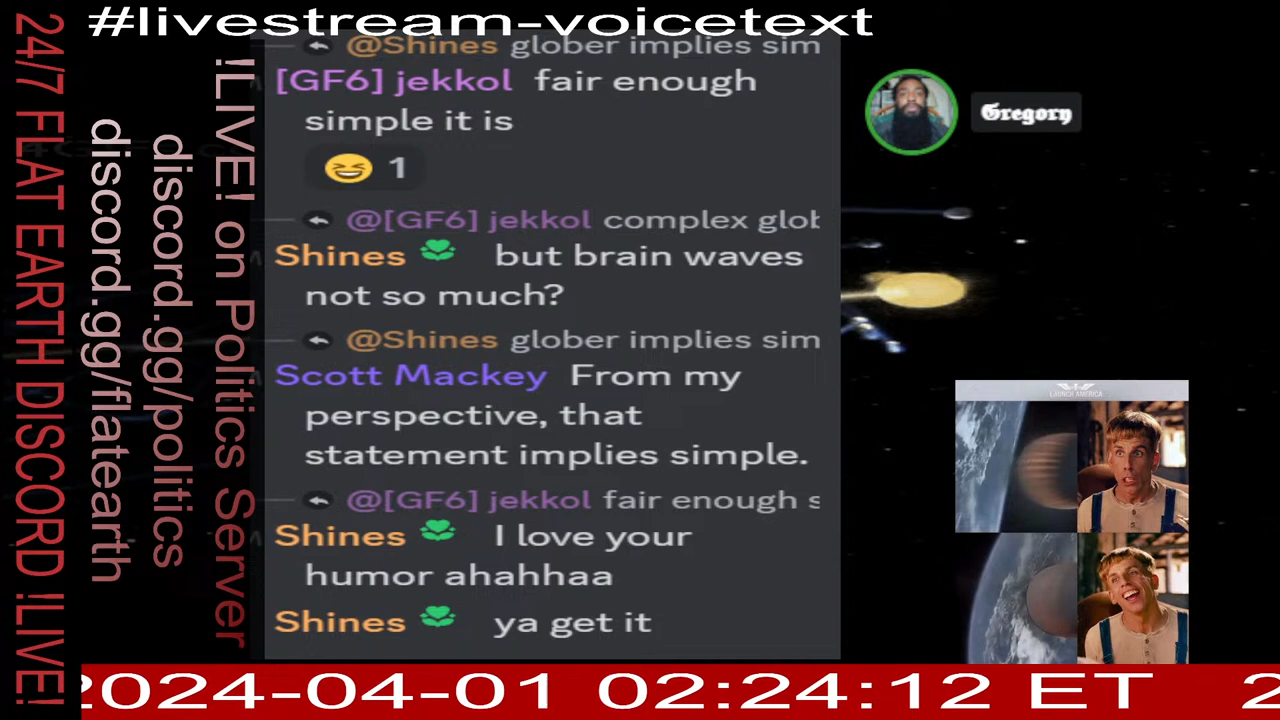 #livestream-voicetext
24/7 FLAT EARTH DISCORD !LIVE!
discord.gg/flatearth
discord.gg/politics
!LIVE! on Politics Server
@Shines glober implies sim
[GF6] jekkol fair enough
simple it is
😆 1
@[GF6] jekkol complex glob
Shines but brain waves
not so much?
@Shines glober implies sim
Scott Mackey From my
perspective, that
statement implies simple.
@[GF6] jekkol fair enough s
Shines I love your
humor ahahhaa
Shines ya get it
Gregory
LAUNCH AMERICA
2024-04-01 02:24:12 ET 2